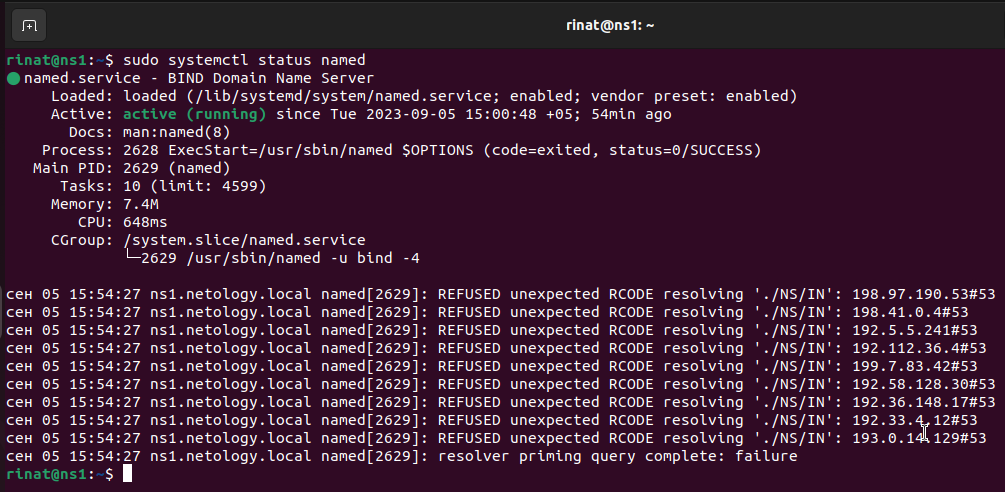 rinat@ns1: ~
rinat@ns1:~$ sudo systemctl status named
● named.service - BIND Domain Name Server
Loaded: loaded (/lib/systemd/system/named.service; enabled; vendor preset: enabled)
Active: active (running) since Tue 2023-09-05 15:00:48 +05; 54min ago
Docs: man:named(8)
Process: 2628 ExecStart=/usr/sbin/named $OPTIONS (code=exited, status=0/SUCCESS)
Main PID: 2629 (named)
Tasks: 10 (limit: 4599)
Memory: 7.4M
CPU: 648ms
CGroup: /system.slice/named.service
└─2629 /usr/sbin/named -u bind -4
сен 05 15:54:27 ns1.netology.local named[2629]: REFUSED unexpected RCODE resolving './NS/IN': 198.97.190.53#53
сен 05 15:54:27 ns1.netology.local named[2629]: REFUSED unexpected RCODE resolving './NS/IN': 198.41.0.4#53
сен 05 15:54:27 ns1.netology.local named[2629]: REFUSED unexpected RCODE resolving './NS/IN': 192.5.5.241#53
сен 05 15:54:27 ns1.netology.local named[2629]: REFUSED unexpected RCODE resolving './NS/IN': 192.112.36.4#53
сен 05 15:54:27 ns1.netology.local named[2629]: REFUSED unexpected RCODE resolving './NS/IN': 199.7.83.42#53
сен 05 15:54:27 ns1.netology.local named[2629]: REFUSED unexpected RCODE resolving './NS/IN': 192.58.128.30#53
сен 05 15:54:27 ns1.netology.local named[2629]: REFUSED unexpected RCODE resolving './NS/IN': 192.36.148.17#53
сен 05 15:54:27 ns1.netology.local named[2629]: REFUSED unexpected RCODE resolving './NS/IN': 192.33.4.12#53
сен 05 15:54:27 ns1.netology.local named[2629]: REFUSED unexpected RCODE resolving './NS/IN': 193.0.14.129#53
сен 05 15:54:27 ns1.netology.local named[2629]: resolver priming query complete: failure
rinat@ns1:~$